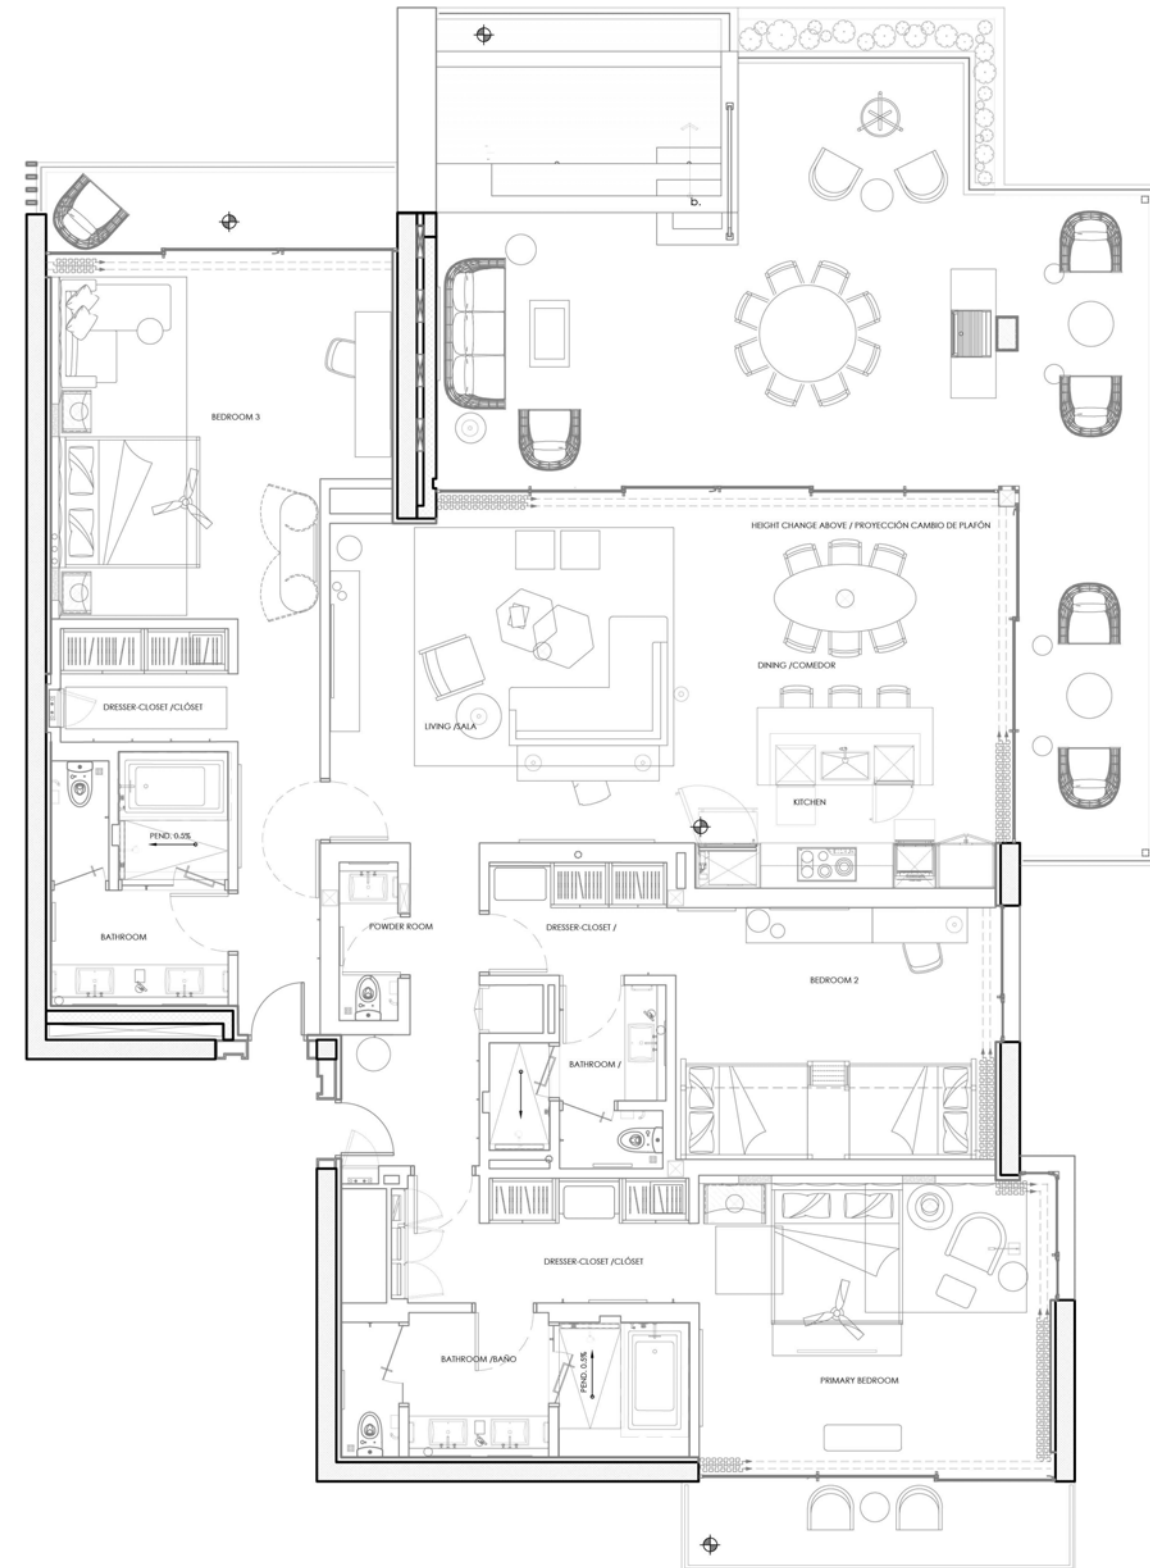 b.
BEDROOM 3
HEIGHT CHANGE ABOVE / PROYECCIÓN CAMBIO DE PLAFÓN
DINING /COMEDOR
DRESSER-CLOSET /CLÓSET
LIVING /SALA
KITCHEN
PEND. 0.5%
POWDER ROOM
DRESSER-CLOSET /
BATHROOM
BEDROOM 2
BATHROOM /
DRESSER-CLOSET /CLÓSET
BATHROOM /BAÑO
PEND. 0.5%
PRIMARY BEDROOM